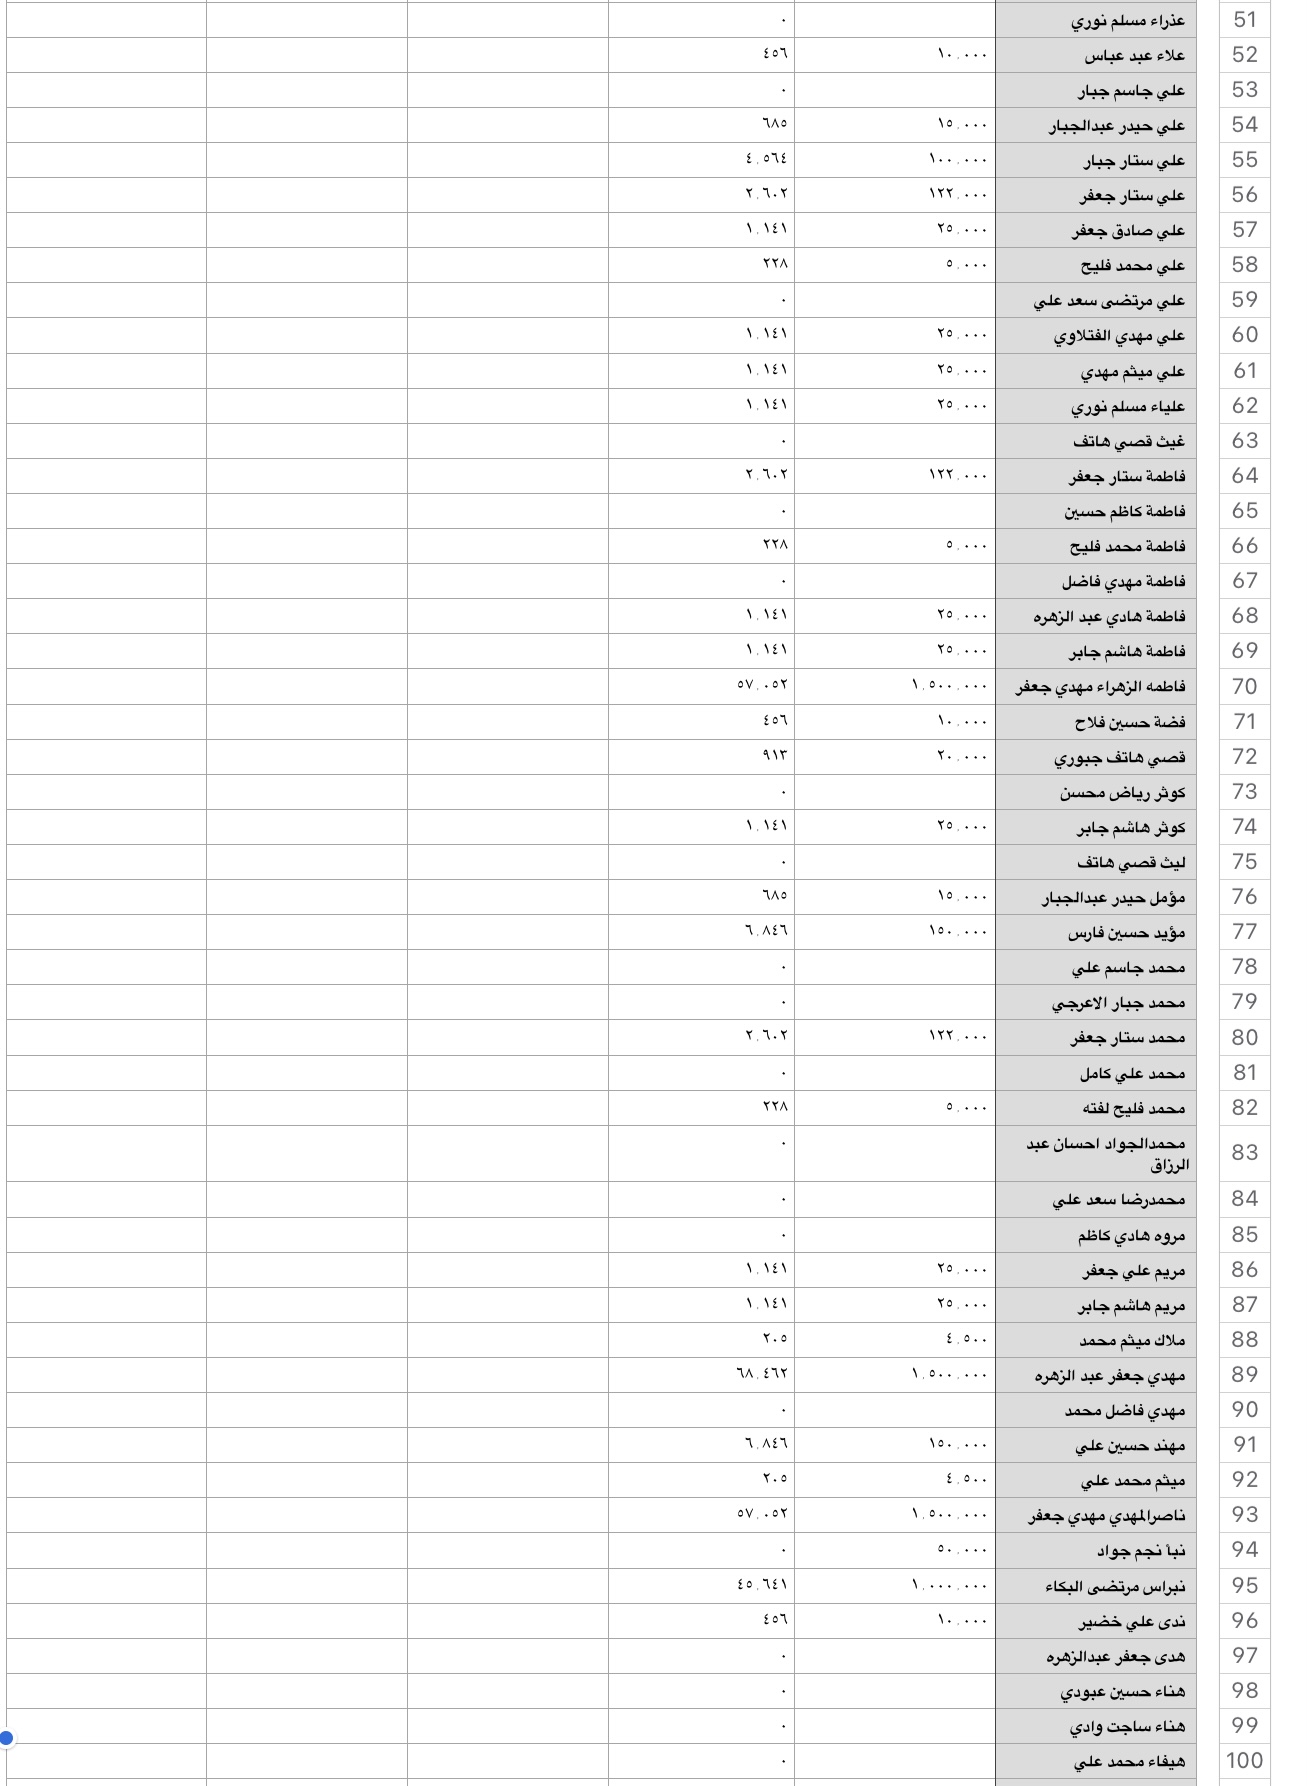 51 عذراء مسلم نوري ٠
52 علاء عبد عباس ١٠,٠٠٠ ٤٥٦
53 علي جاسم جبار ٠
54 علي حيدر عبدالجبار ١٥,٠٠٠ ٦٨٥
55 علي ستار جبار ١٠٠,٠٠٠ ٤,٥٦٤
56 علي ستار جعفر ١٢٢,٠٠٠ ٢,٦٠٢
57 علي صادق جعفر ٢٥,٠٠٠ ١,١٤١
58 علي محمد فليح ٥,٠٠٠ ٢٢٨
59 علي مرتضى سعد علي ٠
60 علي مهدي الفتلاوي ٢٥,٠٠٠ ١,١٤١
61 علي ميثم مهدي ٢٥,٠٠٠ ١,١٤١
62 علياء مسلم نوري ٢٥,٠٠٠ ١,١٤١
63 غيث قصي هاتف ٠
64 فاطمة ستار جعفر ١٢٢,٠٠٠ ٢,٦٠٢
65 فاطمة كاظم حسين ٠
66 فاطمة محمد فليح ٥,٠٠٠ ٢٢٨
67 فاطمة مهدي فاضل ٠
68 فاطمة هادي عبد الزهره ٢٥,٠٠٠ ١,١٤١
69 فاطمة هاشم جابر ٢٥,٠٠٠ ١,١٤١
70 فاطمه الزهراء مهدي جعفر ١,٥٠٠,٠٠٠ ٥٧,٠٥٢
71 فضة حسين فلاح ١٠,٠٠٠ ٤٥٦
72 قصي هاتف جبوري ٢٠,٠٠٠ ٩١٣
73 كوثر رياض محسن ٠
74 كوثر هاشم جابر ٢٥,٠٠٠ ١,١٤١
75 ليث قصي هاتف ٠
76 مؤمل حيدر عبدالجبار ١٥,٠٠٠ ٦٨٥
77 مؤيد حسين فارس ١٥٠,٠٠٠ ٦,٨٤٦
78 محمد جاسم علي ٠
79 محمد جبار الاعرجي ٠
80 محمد ستار جعفر ١٢٢,٠٠٠ ٢,٦٠٢
81 محمد علي كامل ٠
82 محمد فليح لفته ٥,٠٠٠ ٢٢٨
83 محمدالجواد احسان عبد ٠
الرزاق
84 محمدرضا سعد علي ٠
85 مروه هادي كاظم ٠
86 مريم علي جعفر ٢٥,٠٠٠ ١,١٤١
87 مريم هاشم جابر ٢٥,٠٠٠ ١,١٤١
88 ملاك ميثم محمد ٤,٥٠٠ ٢٠٥
89 مهدي جعفر عبد الزهره ١,٥٠٠,٠٠٠ ٦٨,٤٦٢
90 مهدي فاضل محمد ٠
91 مهند حسين علي ١٥٠,٠٠٠ ٦,٨٤٦
92 ميثم محمد علي ٤,٥٠٠ ٢٠٥
93 ناصرالمهدي مهدي جعفر ١,٥٠٠,٠٠٠ ٥٧,٠٥٢
94 نبأ نجم جواد ٥٠,٠٠٠ ٠
95 نبراس مرتضى البكاء ١,٠٠٠,٠٠٠ ٤٥,٦٤١
96 ندى علي خضير ١٠,٠٠٠ ٤٥٦
97 هدى جعفر عبدالزهره ٠
98 هناء حسين عبودي ٠
99 هناء ساجت وادي ٠
100 هيفاء محمد علي ٠